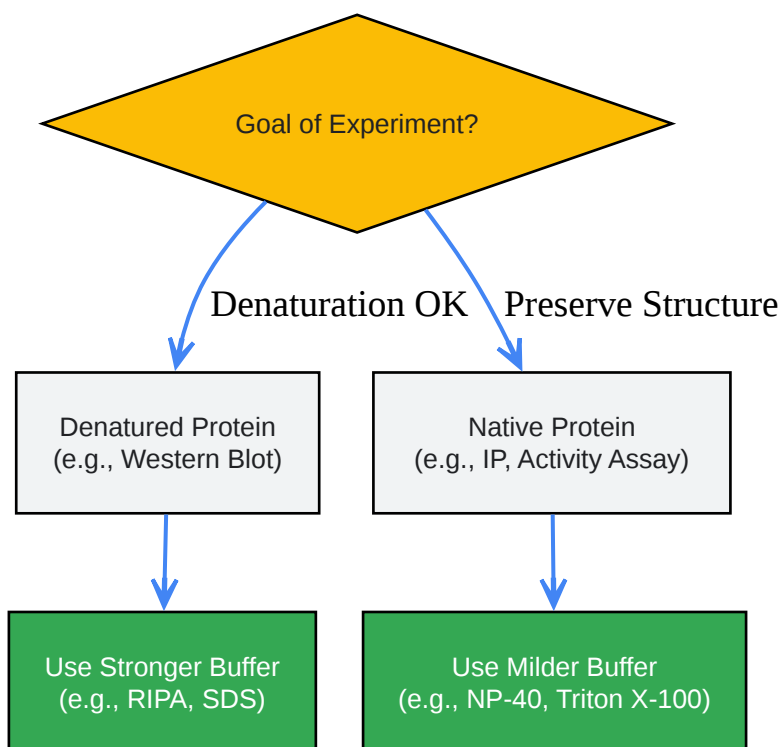 Goal of Experiment?
Denaturation OK
Preserve Structure
Denatured Protein
(e.g., Western Blot)
Native Protein
(e.g., IP, Activity Assay)
Use Stronger Buffer
(e.g., RIPA, SDS)
Use Milder Buffer
(e.g., NP-40, Triton X-100)